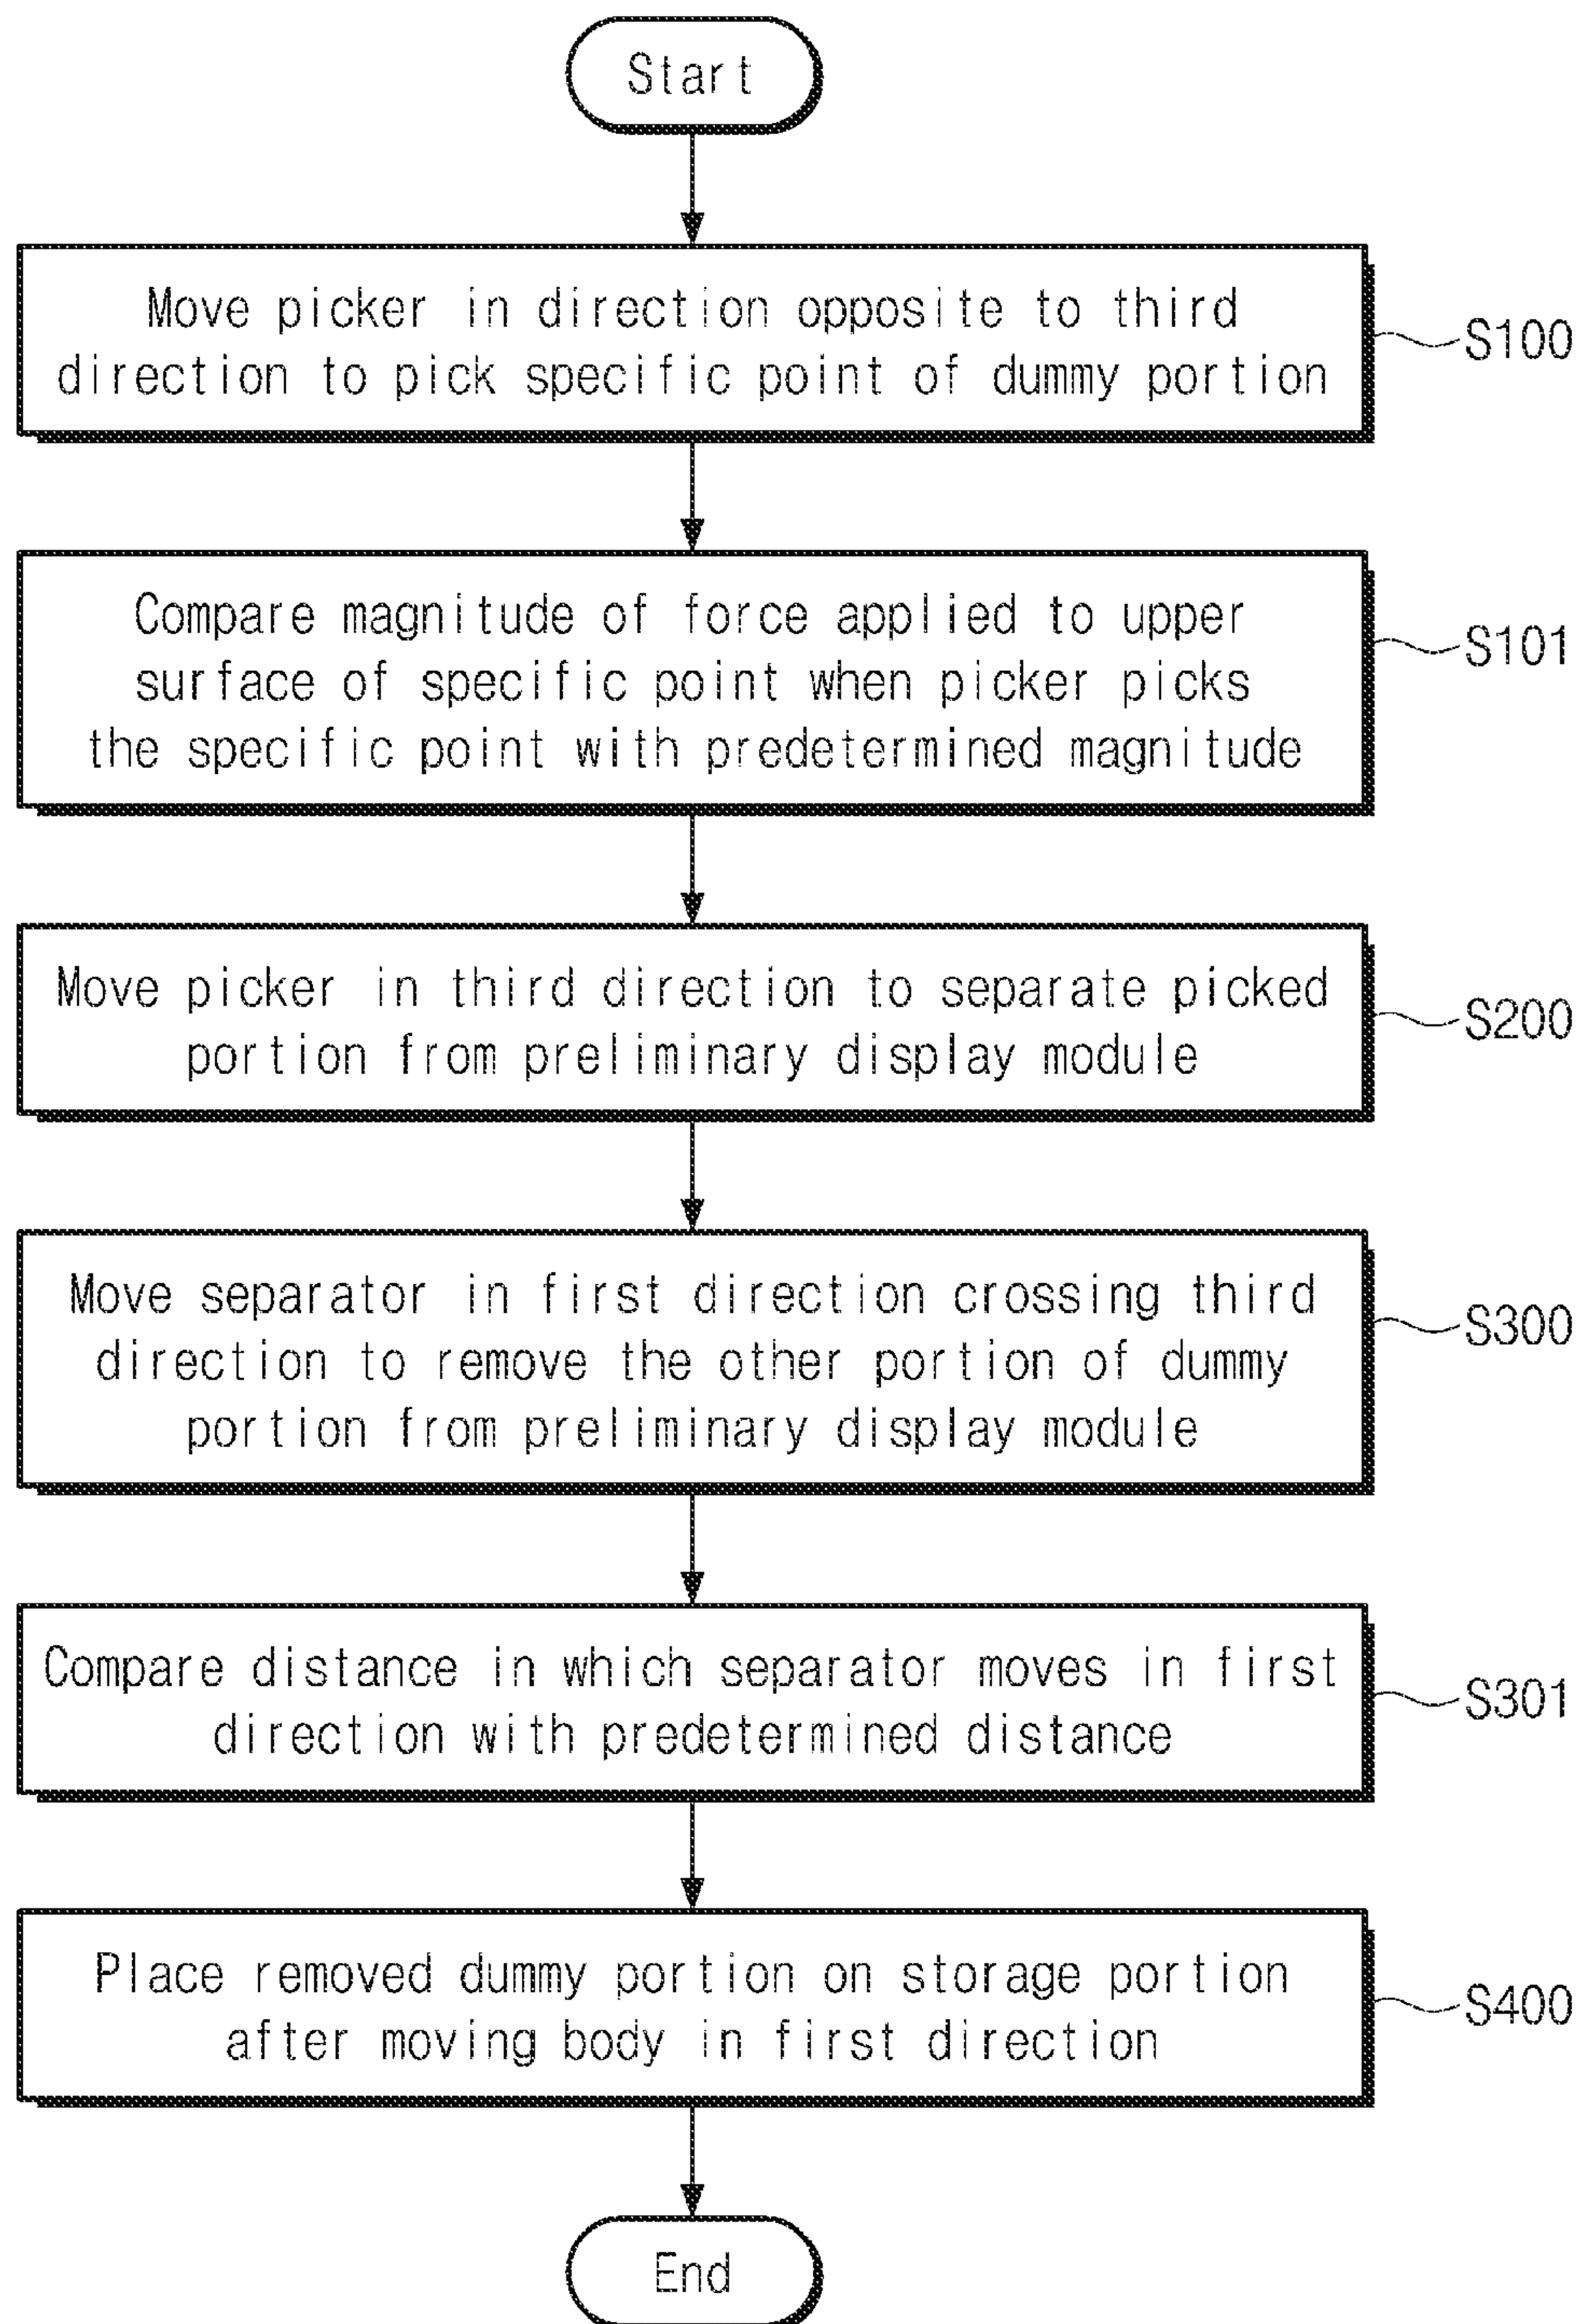 Start
Move picker in direction opposite to third
direction to pick specific point of dummy portion
S100
Compare magnitude of force applied to upper
surface of specific point when picker picks
the specific point with predetermined magnitude
S101
Move picker in third direction to separate picked
portion from preliminary display module
S200
Move separator in first direction crossing third
direction to remove the other portion of dummy
portion from preliminary display module
S300
Compare distance in which separator moves in first
direction with predetermined distance
S301
Place removed dummy portion on storage portion
after moving body in first direction
S400
End